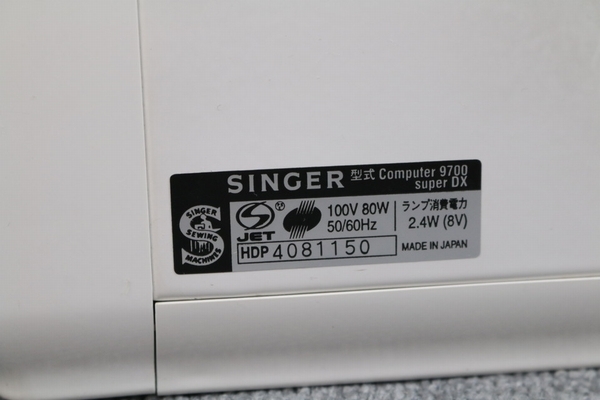 SINGER 型式 Computer 9700
super DX
SINGER
SEWING
MACHINES
JET
100V 80W
50/60Hz
ランプ消費電力
2.4W (8V)
HDP 4081150
MADE IN JAPAN